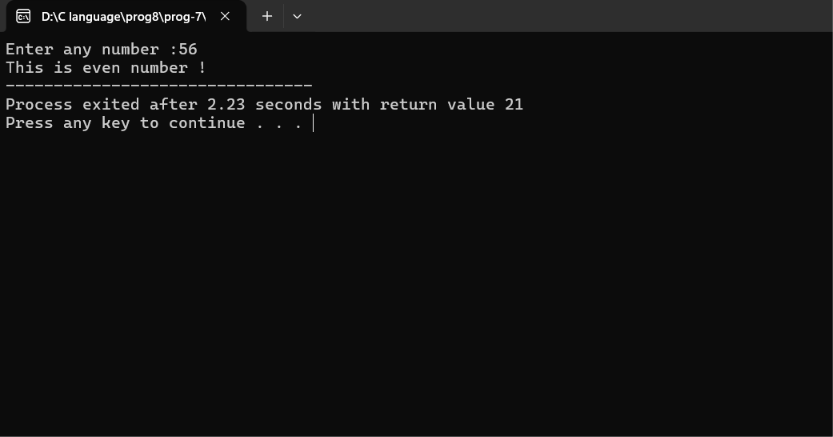 D:\C language\prog8\prog-7\
Enter any number :56
This is even number !
--------------------------------
Process exited after 2.23 seconds with return value 21
Press any key to continue . . .